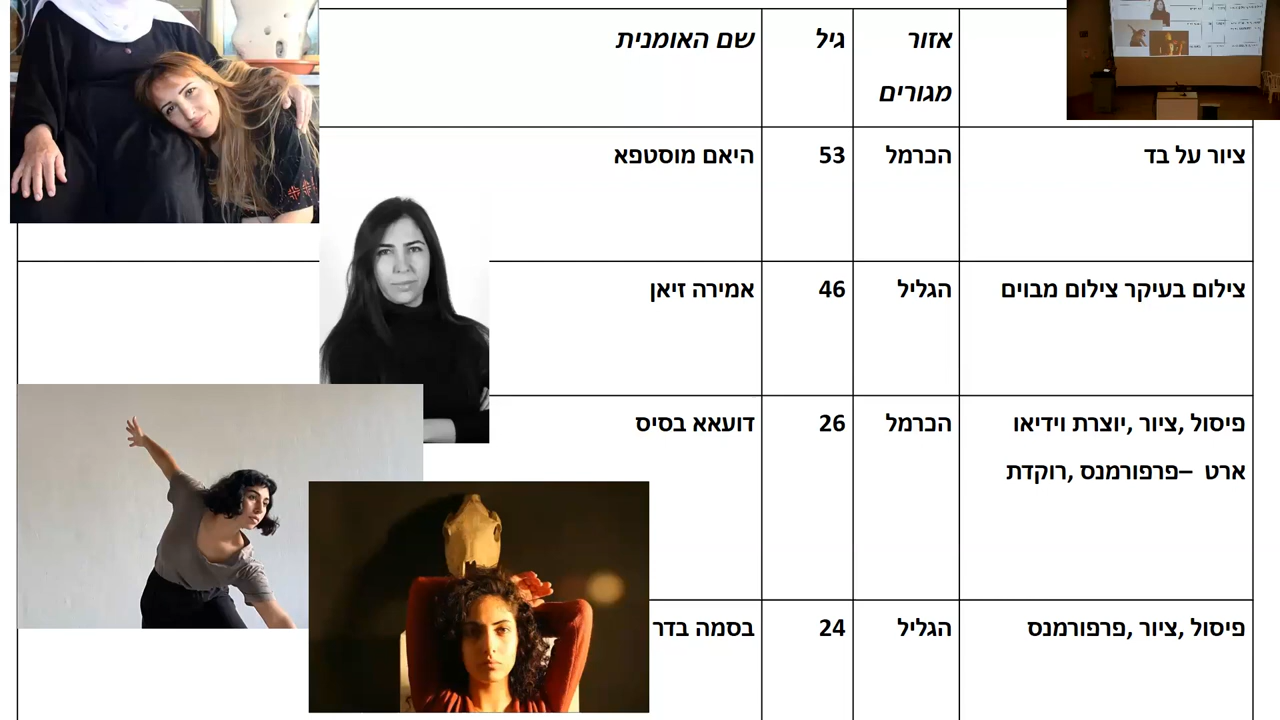 אזור
מגורים
גיל
שם האומנית
ציור על בד
הכרמל
53
היאם מוסטפא
צילום בעיקר צילום מבוים
הגליל
46
אמירה זיאן
פיסול ,ציור ,יוצרת וידיאו
ארט –פרפורמנס ,רוקדת
הכרמל
26
דועאא בסיס
פיסול ,ציור ,פרפורמנס
הגליל
24
בסמה בדר